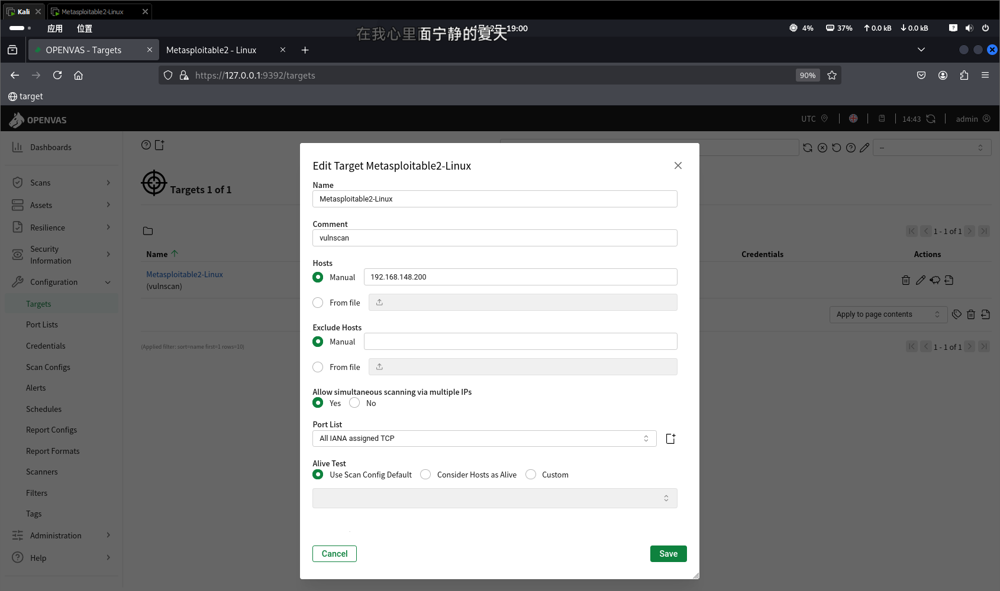 Kali
Metasploitable2-Linux
应用 位置
19:00
4% 37% 0.0 kB 0.0 kB
在我心里面宁静的夏天
OPENVAS - Targets
Metasploitable2 - Linux
https://127.0.0.1:9392/targets
90%
target
OPENVAS
UTC
14:43
admin
Dashboards
Scans
Assets
Resilience
Security
Information
Configuration
Targets
Port Lists
Credentials
Scan Configs
Alerts
Schedules
Report Configs
Report Formats
Scanners
Filters
Tags
Administration
Help
--
Targets 1 of 1
1 - 1 of 1
Name
Credentials
Actions
Metasploitable2-Linux
(vulnscan)
Apply to page contents
(Applied filter: sort=name first=1 rows=10)
1 - 1 of 1
Edit Target Metasploitable2-Linux
Name
Metasploitable2-Linux
Comment
vulnscan
Hosts
Manual
192.168.148.200
From file
Exclude Hosts
Manual
From file
Allow simultaneous scanning via multiple IPs
Yes No
Port List
All IANA assigned TCP
Alive Test
Use Scan Config Default Consider Hosts as Alive Custom
Cancel
Save